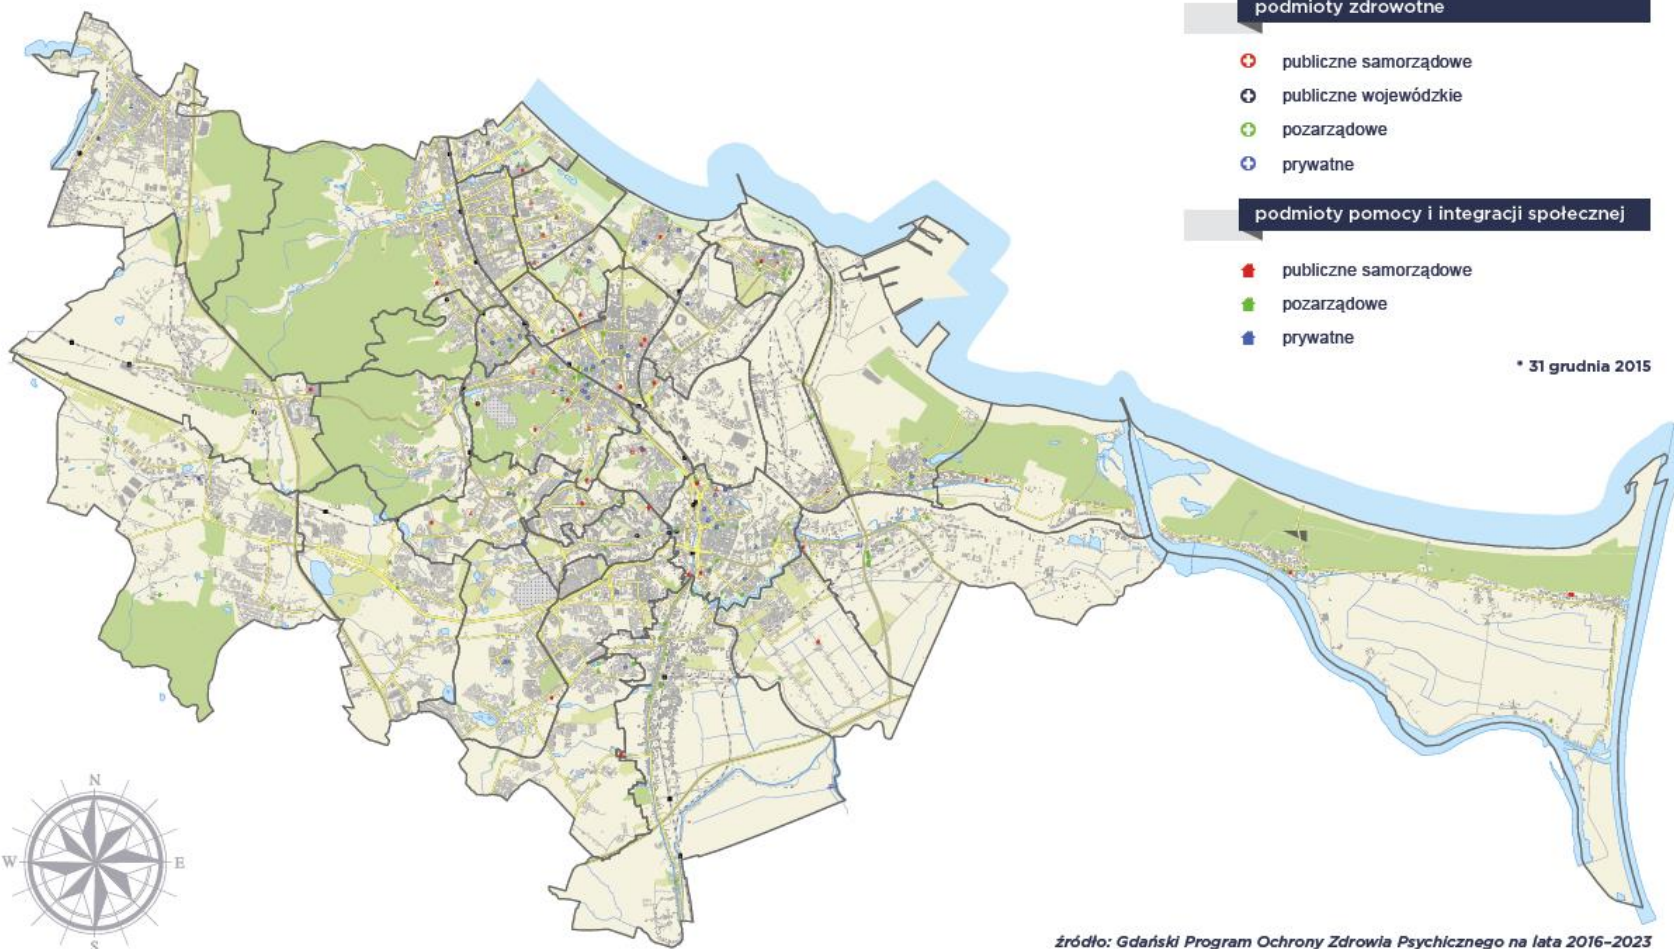 podmioty zdrowotne
publiczne samorządowe
publiczne wojewódzkie
pozarządowe
prywatne
podmioty pomocy i integracji społecznej
publiczne samorządowe
pozarządowe
prywatne
* 31 grudnia 2015
N
W
E
S
źródło: Gdański Program Ochrony Zdrowia Psychicznego na lata 2016-2023